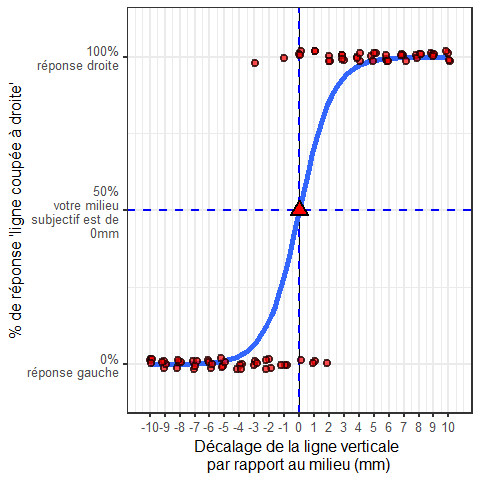 % de réponse 'ligne coupée à droite'
100%
réponse droite
50%
votre milieu
subjectif est de
0mm
0%
réponse gauche
-10 -9 -8 -7 -6 -5 -4 -3 -2 -1 0 1 2 3 4 5 6 7 8 9 10
Décalage de la ligne verticale
par rapport au milieu (mm)